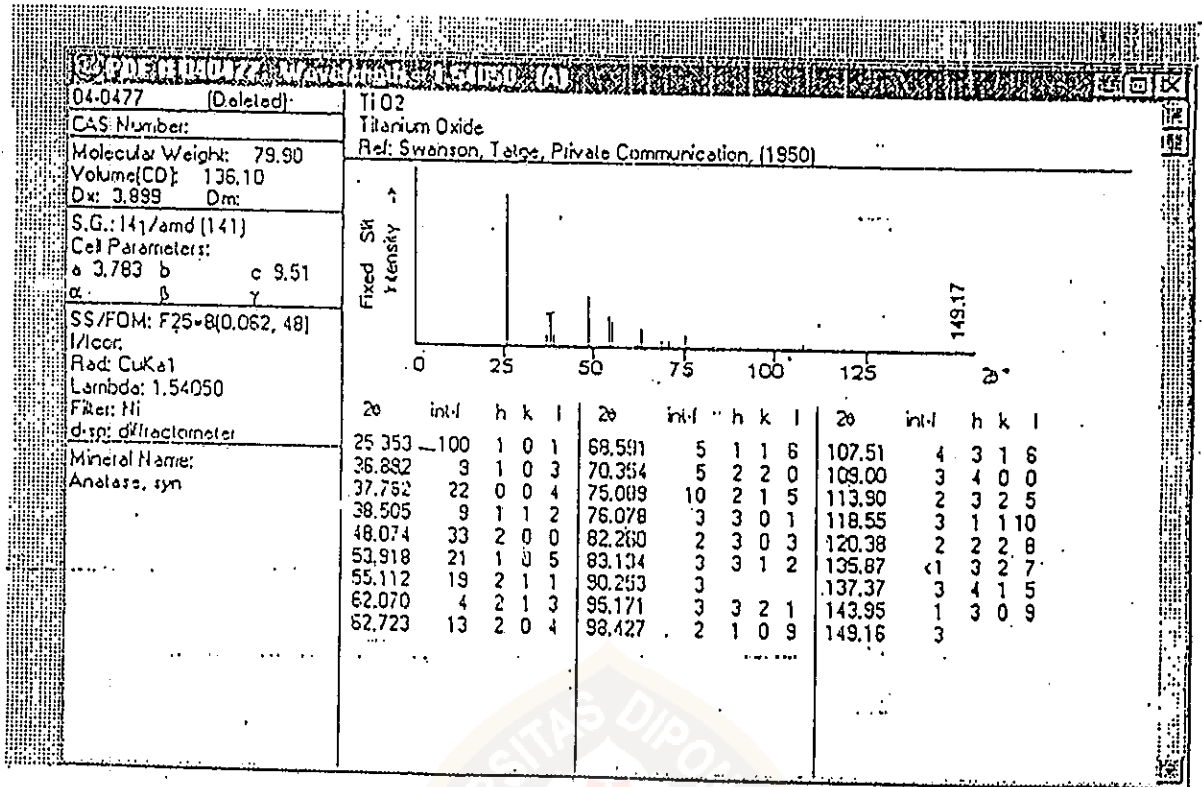 04-0477 (Deleted):
CAS Number:
Molecular Weight: 79.90
Volume[CD]: 136.10
Dx: 3.899 Dm:
S.G.: I41/amd (141)
Cell Parameters:
a 3.783 b c 9.51
α β γ
SS/FOM: F25=8(0.062, 48)
I/Icor:
Rad: CuKa1
Lambda: 1.54050
Filter: Ni
d-sp: diffractometer
Mineral Name:
Anatase, syn
Ti O2
Titanium Oxide
Ref: Swanson, Tatge, Private Communication, (1950)
Fixed Slit
Intensity ->
149.17
0 25 50 75 100 125 2θ°
2θ int-f h k l 2θ int-f h k l 2θ int-f h k l
25.353 100 1 0 1 68.591 5 1 1 6 107.51 4 3 1 6
36.882 9 1 0 3 70.354 5 2 2 0 109.00 3 4 0 0
37.762 22 0 0 4 75.009 10 2 1 5 113.90 2 3 2 5
38.505 9 1 1 2 76.078 3 3 0 1 118.55 3 1 1 10
48.074 33 2 0 0 82.260 2 3 0 3 120.38 2 2 2 8
53.918 21 1 0 5 83.134 3 3 1 2 135.87 <1 3 2 7
55.112 19 2 1 1 90.253 3 137.37 3 4 1 5
62.070 4 2 1 3 95.171 3 3 2 1 143.95 1 3 0 9
62.723 13 2 0 4 98.427 2 1 0 9 149.16 3